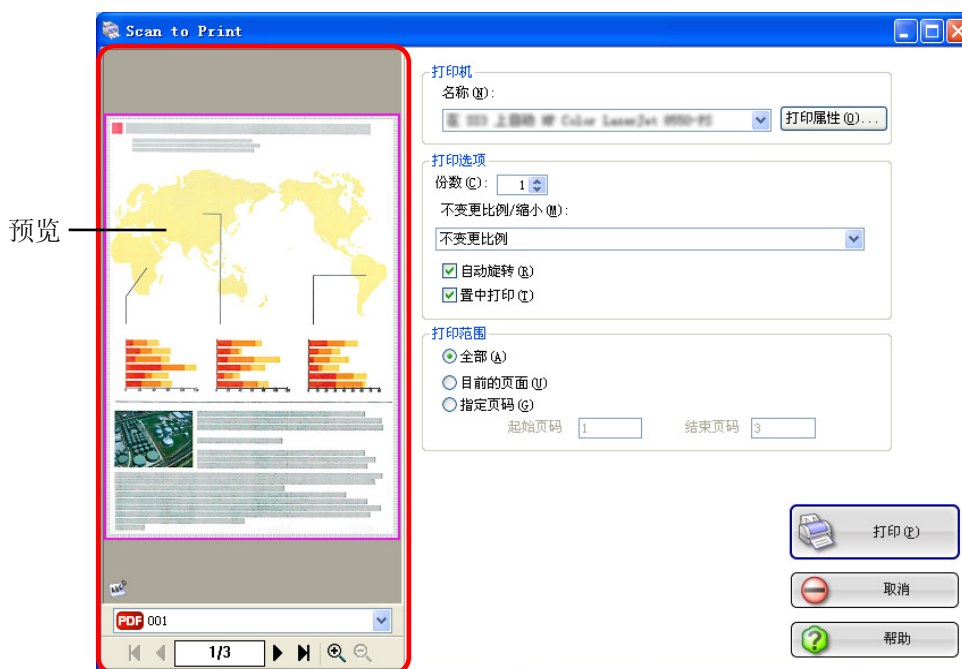 Scan to Print
预览
PDF 001
1/3
打印机
名称(N):
打印属性(O)...
打印选项
份数(C): 1
不变更比例/缩小(M):
不变更比例
自动旋转(R)
置中打印(T)
打印范围
全部(A)
目前的页面(U)
指定页码(G)
起始页码 1 结束页码 3
打印(P)
取消
帮助